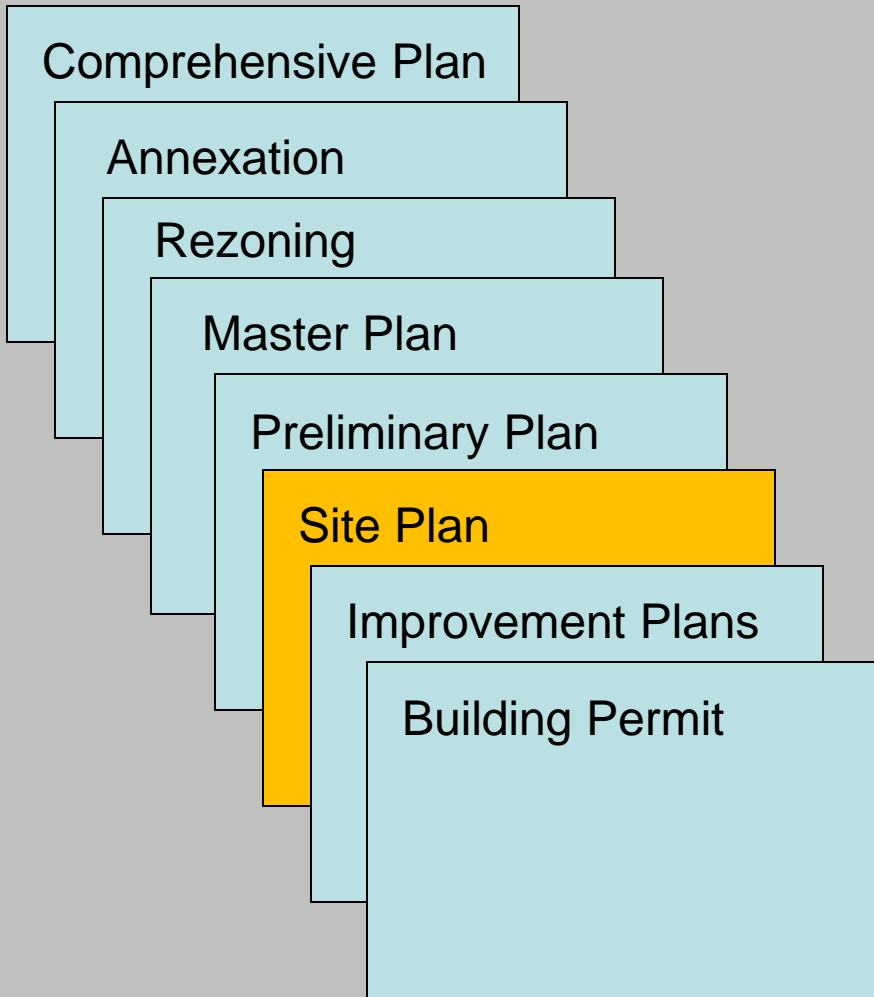 Comprehensive Plan
Annexation
Rezoning
Master Plan
Preliminary Plan
Site Plan
Improvement Plans
Building Permit